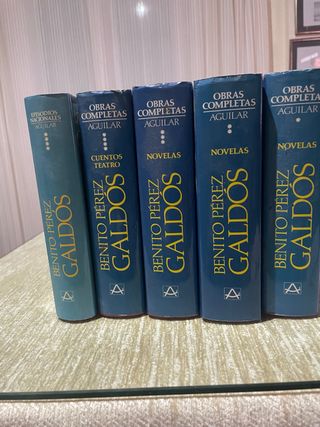 EPISODIOS
NACIONALES
AGUILAR
BENITO PÉREZ
GALDÓS
OBRAS
COMPLETAS
AGUILAR
CUENTOS
TEATRO
BENITO PÉREZ
GALDÓS
OBRAS
COMPLETAS
AGUILAR
NOVELAS
BENITO PÉREZ
GALDÓS
OBRAS
COMPLETAS
AGUILAR
NOVELAS
BENITO PÉREZ
GALDÓS
OBRAS
COMPLETAS
AGUILAR
NOVELAS
BENITO PÉREZ
GALDÓS